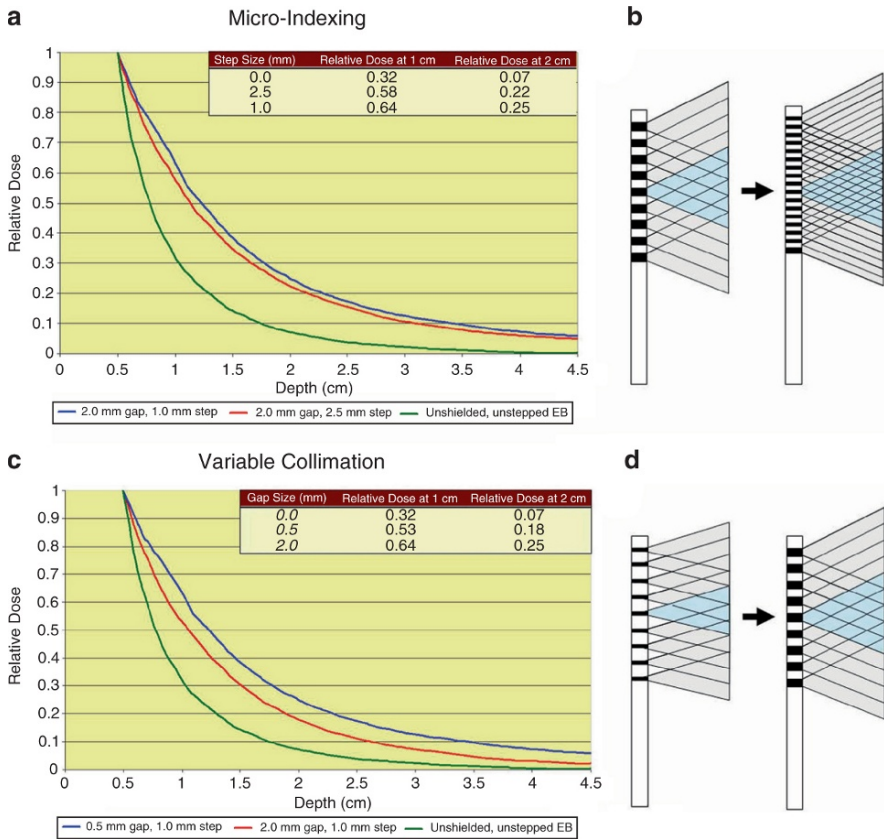 a
Micro-Indexing
b
1
0.9
0.8
0.7
0.6
0.5
0.4
0.3
0.2
0.1
0
Relative Dose
Step Size (mm) Relative Dose at 1 cm Relative Dose at 2 cm
0.0 0.32 0.07
2.5 0.58 0.22
1.0 0.64 0.25
0 0.5 1 1.5 2 2.5 3 3.5 4 4.5
Depth (cm)
2.0 mm gap, 1.0 mm step 2.0 mm gap, 2.5 mm step Unshielded, unstepped EB
c
Variable Collimation
d
1
0.9
0.8
0.7
0.6
0.5
0.4
0.3
0.2
0.1
0
Relative Dose
Gap Size (mm) Relative Dose at 1 cm Relative Dose at 2 cm
0.0 0.32 0.07
0.5 0.53 0.18
2.0 0.64 0.25
0 0.5 1 1.5 2 2.5 3 3.5 4 4.5
Depth (cm)
0.5 mm gap, 1.0 mm step 2.0 mm gap, 1.0 mm step Unshielded, unstepped EB